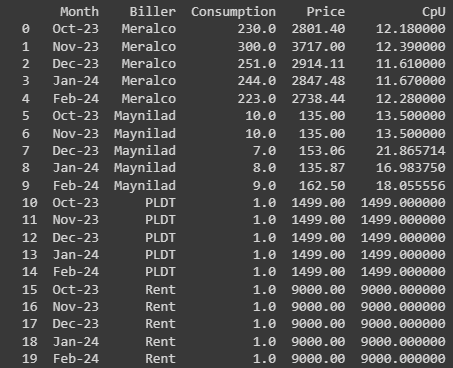 Month Biller Consumption Price CpU
0 Oct-23 Meralco 230.0 2801.40 12.180000
1 Nov-23 Meralco 300.0 3717.00 12.390000
2 Dec-23 Meralco 251.0 2914.11 11.610000
3 Jan-24 Meralco 244.0 2847.48 11.670000
4 Feb-24 Meralco 223.0 2738.44 12.280000
5 Oct-23 Maynilad 10.0 135.00 13.500000
6 Nov-23 Maynilad 10.0 135.00 13.500000
7 Dec-23 Maynilad 7.0 153.06 21.865714
8 Jan-24 Maynilad 8.0 135.87 16.983750
9 Feb-24 Maynilad 9.0 162.50 18.055556
10 Oct-23 PLDT 1.0 1499.00 1499.000000
11 Nov-23 PLDT 1.0 1499.00 1499.000000
12 Dec-23 PLDT 1.0 1499.00 1499.000000
13 Jan-24 PLDT 1.0 1499.00 1499.000000
14 Feb-24 PLDT 1.0 1499.00 1499.000000
15 Oct-23 Rent 1.0 9000.00 9000.000000
16 Nov-23 Rent 1.0 9000.00 9000.000000
17 Dec-23 Rent 1.0 9000.00 9000.000000
18 Jan-24 Rent 1.0 9000.00 9000.000000
19 Feb-24 Rent 1.0 9000.00 9000.000000